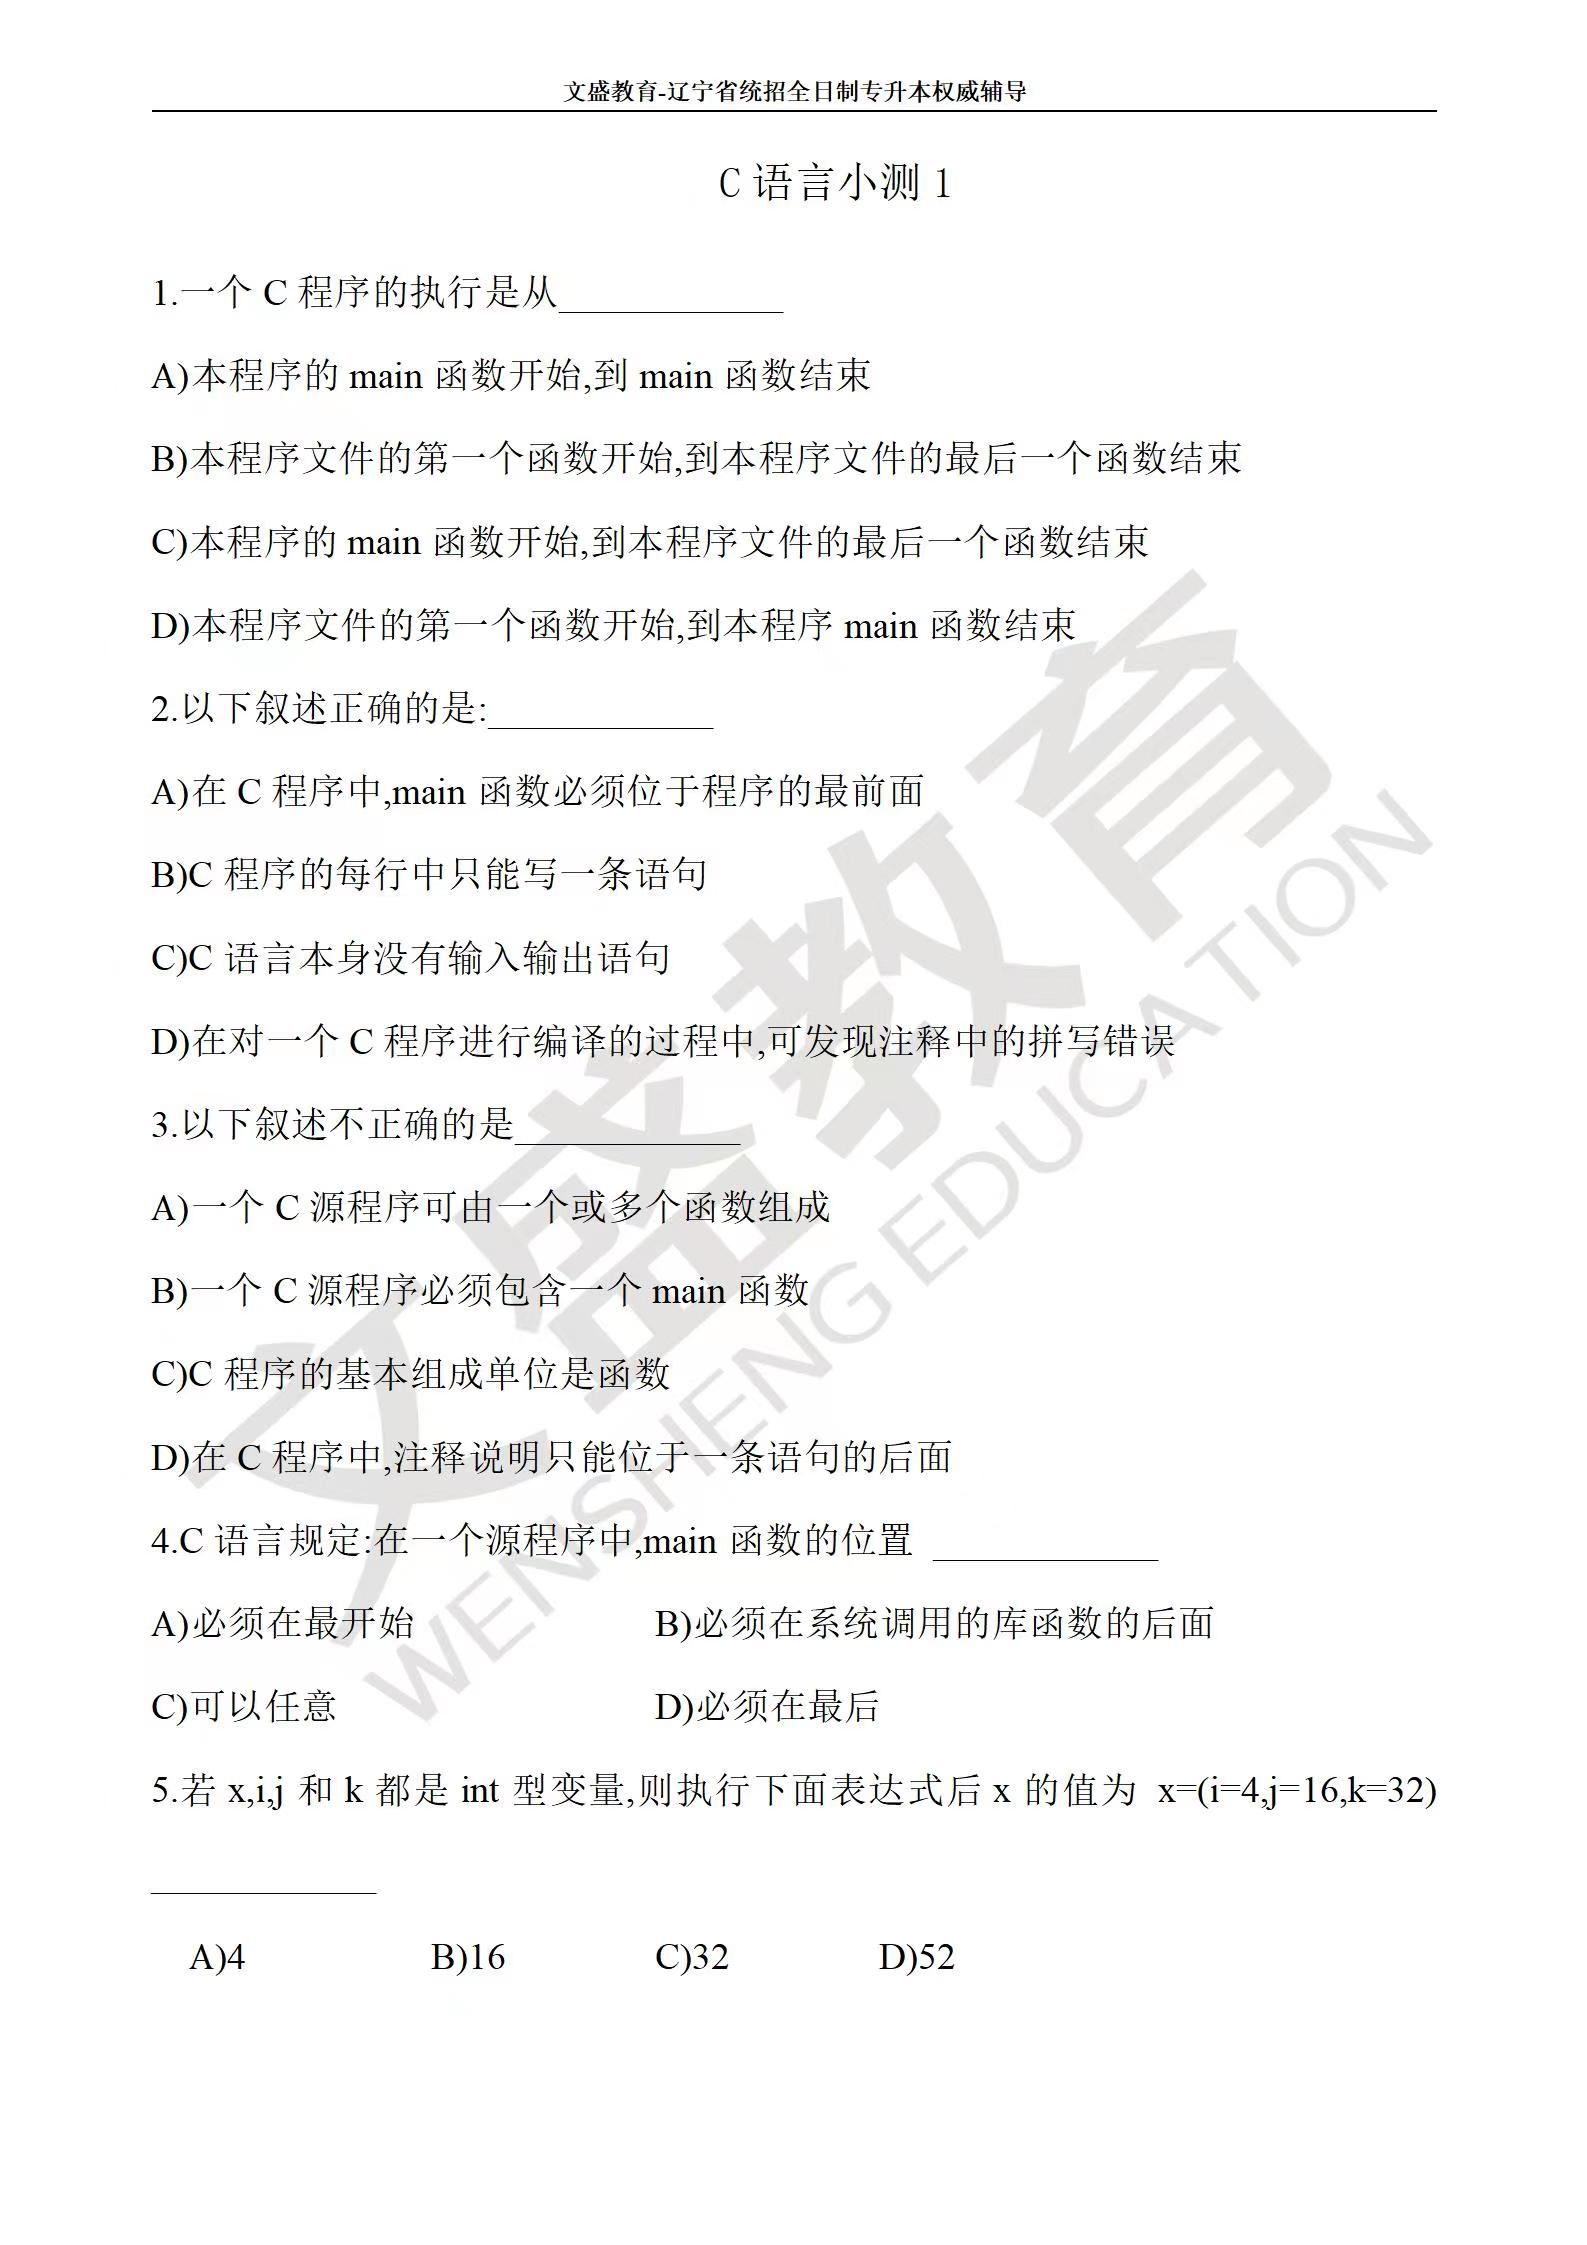 文盛教育-辽宁省统招全日制专升本权威辅导
C 语言小测 1
1.一个 C 程序的执行是从____________
A)本程序的 main 函数开始,到 main 函数结束
B)本程序文件的第一个函数开始,到本程序文件的最后一个函数结束
C)本程序的 main 函数开始,到本程序文件的最后一个函数结束
D)本程序文件的第一个函数开始,到本程序 main 函数结束
2.以下叙述正确的是:____________
A)在 C 程序中,main 函数必须位于程序的最前面
B)C 程序的每行中只能写一条语句
C)C 语言本身没有输入输出语句
D)在对一个 C 程序进行编译的过程中,可发现注释中的拼写错误
3.以下叙述不正确的是____________
A)一个 C 源程序可由一个或多个函数组成
B)一个 C 源程序必须包含一个 main 函数
C)C 程序的基本组成单位是函数
D)在 C 程序中,注释说明只能位于一条语句的后面
4.C 语言规定:在一个源程序中,main 函数的位置 ____________
A)必须在最开始 B)必须在系统调用的库函数的后面
C)可以任意 D)必须在最后
5.若 x,i,j 和 k 都是 int 型变量,则执行下面表达式后 x 的值为 x=(i=4,j=16,k=32)
____________
A)4 B)16 C)32 D)52
文盛教育
WENSHENG EDUCATION